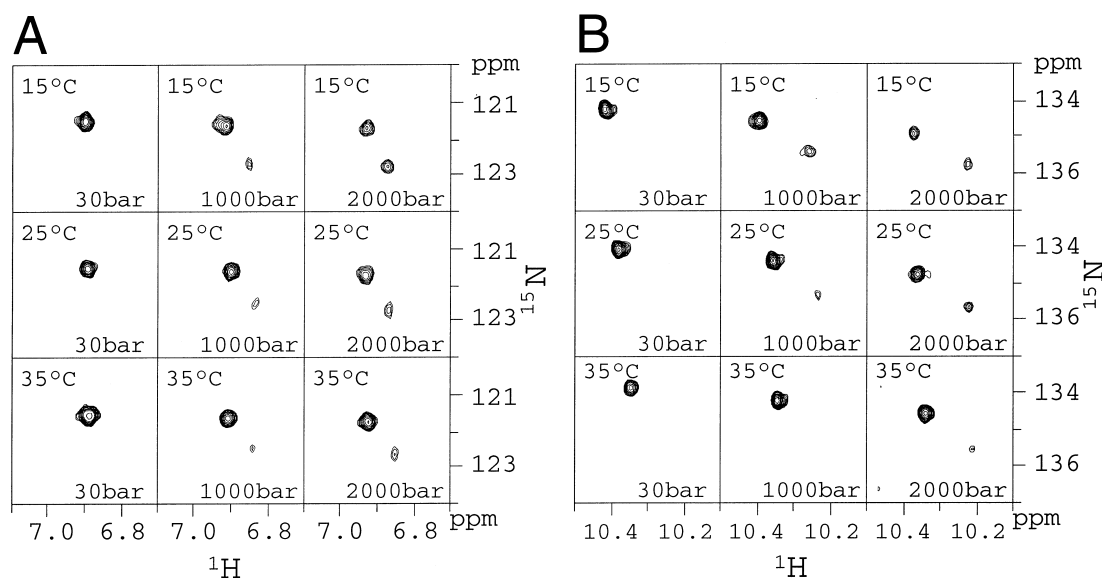 A B
ppm ppm
15°C 15°C 15°C 15°C 15°C 15°C
121 134
123 136
30bar 1000bar 2000bar 30bar 1000bar 2000bar
25°C 25°C 25°C 25°C 25°C 25°C
121 134
¹⁵N ¹⁵N
123 136
30bar 1000bar 2000bar 30bar 1000bar 2000bar
35°C 35°C 35°C 35°C 35°C 35°C
121 134
123 136
30bar 1000bar 2000bar 30bar 1000bar 2000bar
ppm ppm
7.0 6.8 7.0 6.8 7.0 6.8 10.4 10.2 10.4 10.2 10.4 10.2
¹H ¹H